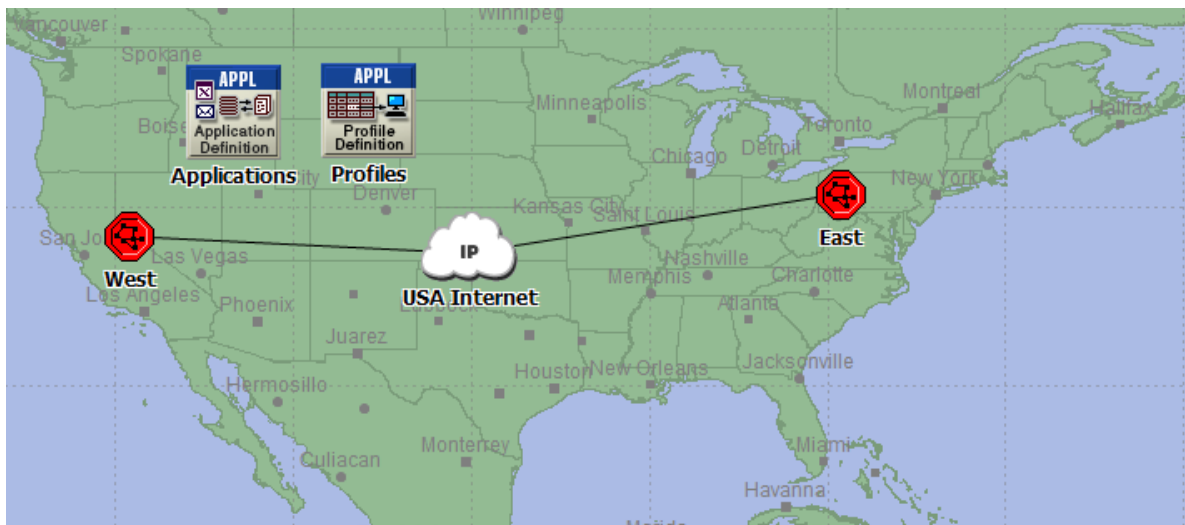 Vancouver
Winnipeg
Spokane
APPL
Application
Definition
Applications
APPL
Profiile
Definition
Profiles
Minneapolis
Montreal
Halifax
Toronto
Boise
Chicago
Detroit
New York
City
Denver
Kansas City
Saint Louis
East
San Jo
West
Las Vegas
IP
USA Internet
Nashville
Memphis
Charlotte
Los Angeles
Phoenix
Lubbock
Atlanta
Juarez
Houston
New Orleans
Jacksonville
Hermosillo
Monterrey
Miami
Culiacan
Havanna